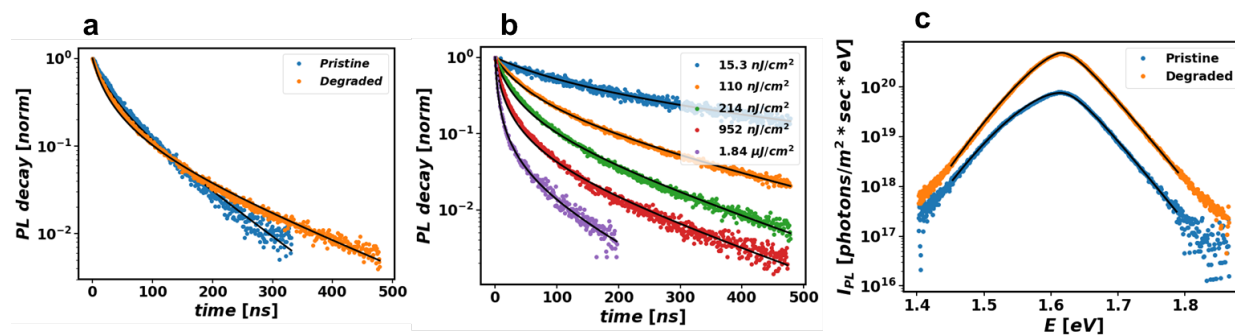 a
b
c
PL decay [norm]
10⁰
10⁻¹
10⁻²
Pristine
Degraded
0 100 200 300 400 500
time [ns]
PL decay [norm]
10⁰
10⁻¹
10⁻²
15.3 nJ/cm²
110 nJ/cm²
214 nJ/cm²
952 nJ/cm²
1.84 μJ/cm²
0 100 200 300 400 500
time [ns]
I_PL [photons/m² * sec * eV]
10²⁰
10¹⁹
10¹⁸
10¹⁷
10¹⁶
Pristine
Degraded
1.4 1.5 1.6 1.7 1.8
E [eV]